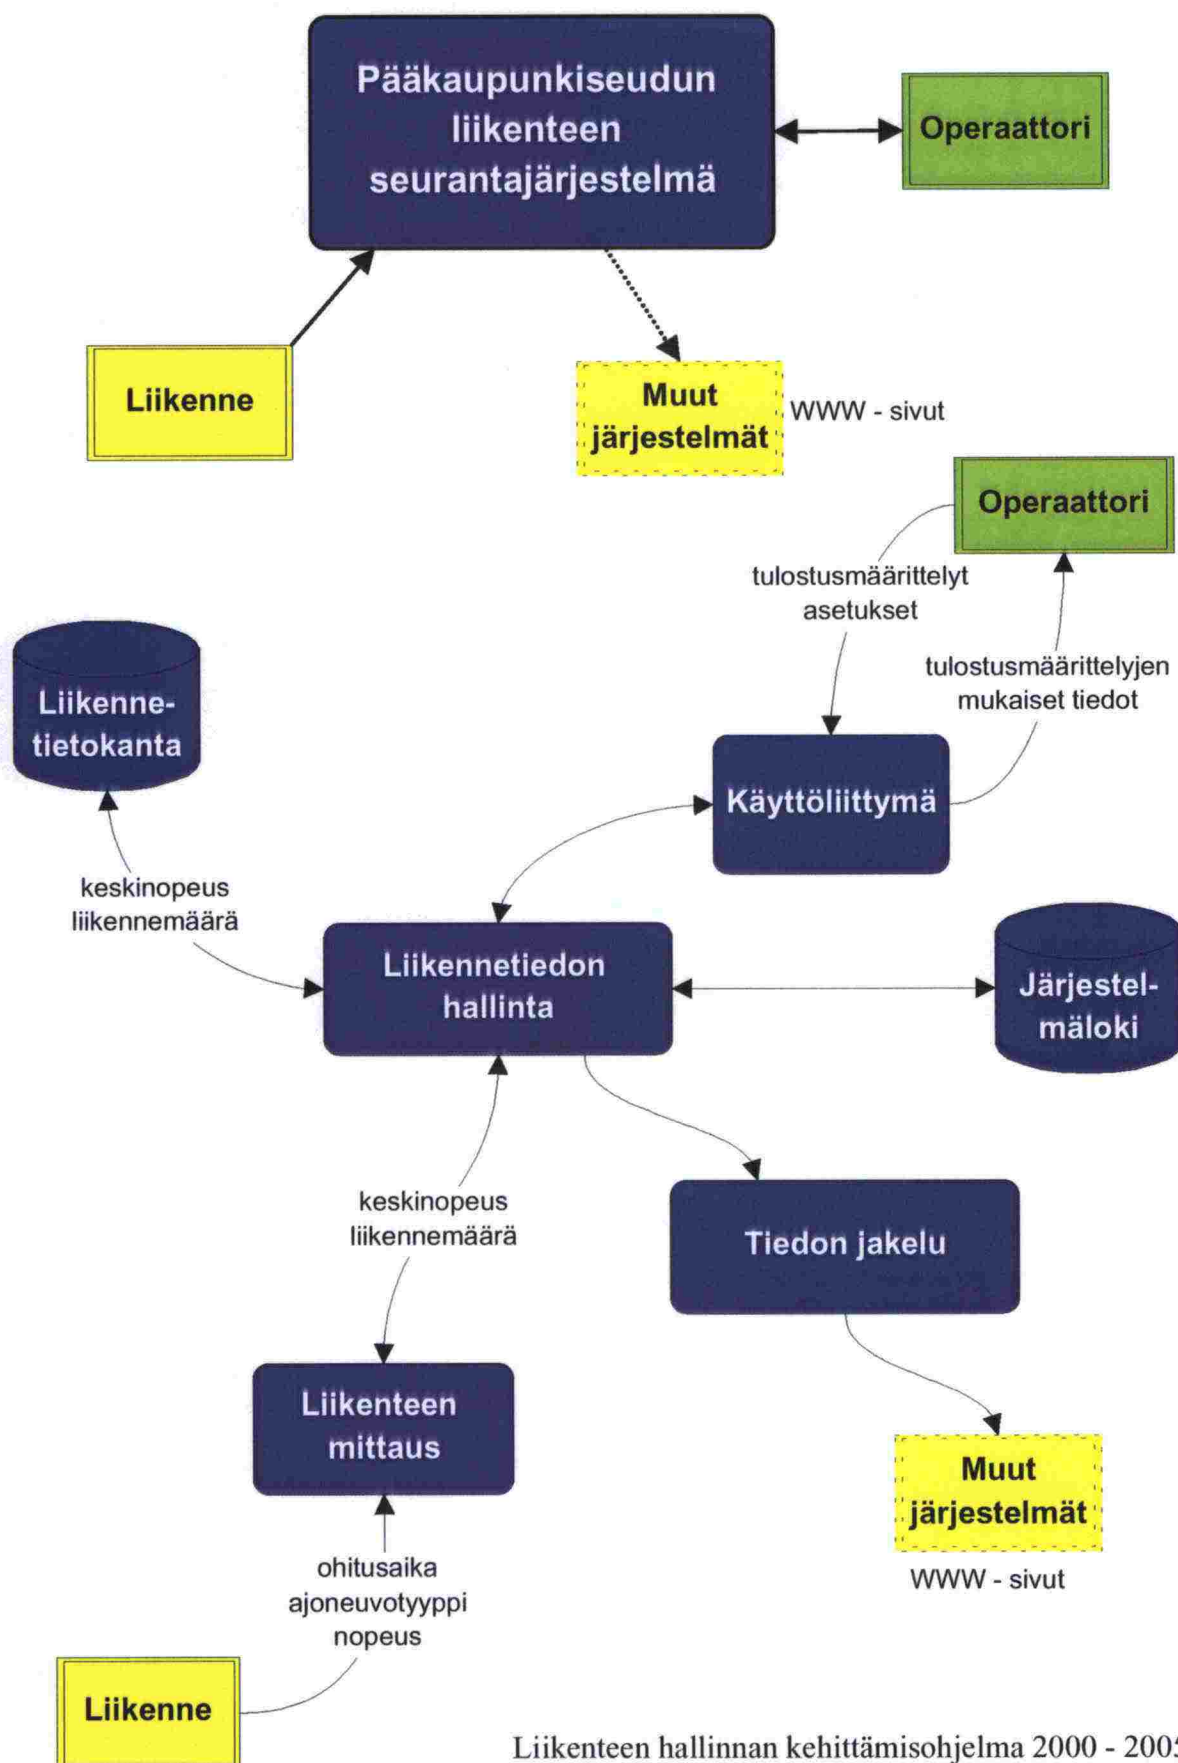 Pääkaupunkiseudun
liikenteen
seurantajärjestelmä
Operaattori
Liikenne
Muut
järjestelmät
WWW - sivut
Operaattori
tulostusmäärittelyt
asetukset
tulostusmäärittelyjen
mukaiset tiedot
Liikenne-
tietokanta
Käyttöliittymä
keskinopeus
liikennemäärä
Liikennetiedon
hallinta
Järjestel-
mäloki
keskinopeus
liikennemäärä
Tiedon jakelu
Liikenteen
mittaus
Muut
järjestelmät
WWW - sivut
ohitusaika
ajoneuvotyyppi
nopeus
Liikenne
Liikenteen hallinnan kehittämisohjelma 2000 - 2005